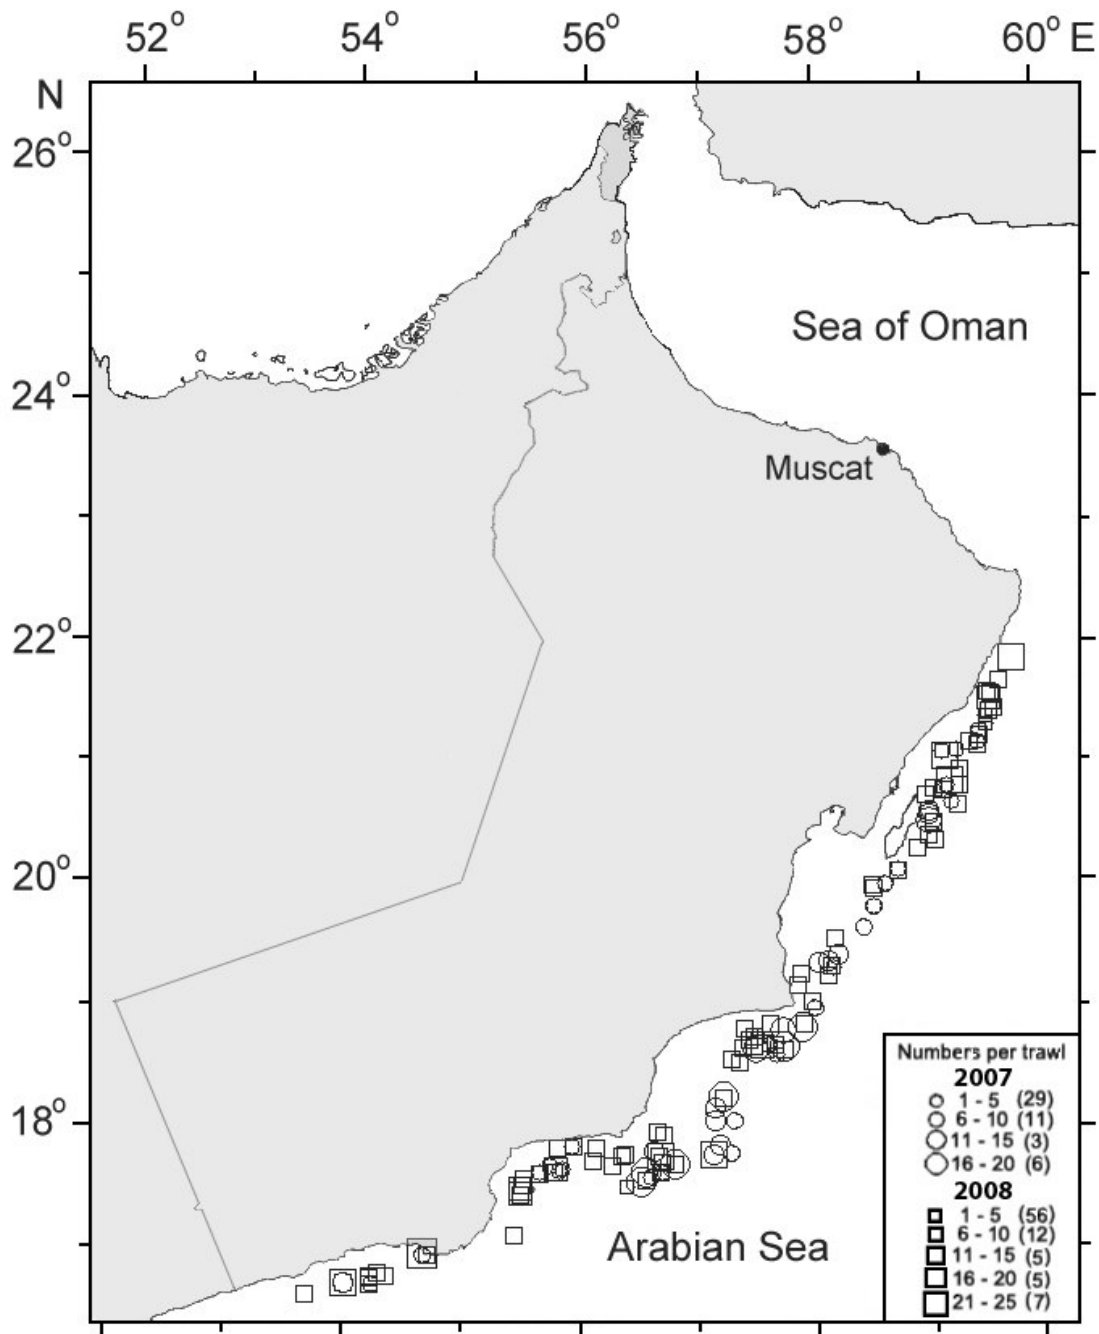 52° 54° 56° 58° 60° E
N
26°
24°
22°
20°
18°
Sea of Oman
Muscat
Arabian Sea
Numbers per trawl
2007
1 - 5 (29)
6 - 10 (11)
11 - 15 (3)
16 - 20 (6)
2008
1 - 5 (56)
6 - 10 (12)
11 - 15 (5)
16 - 20 (5)
21 - 25 (7)